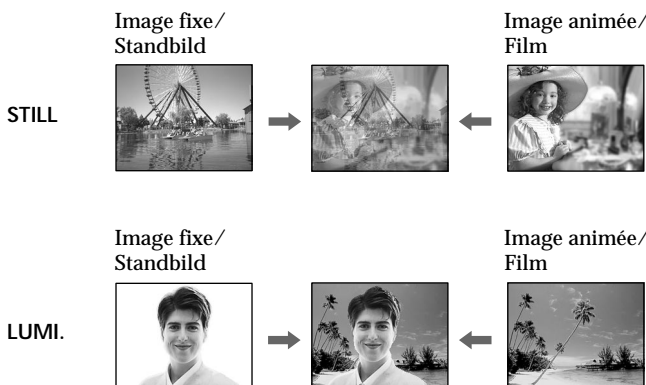 Image fixe/
Standbild
Image animée/
Film
STILL
Image fixe/
Standbild
Image animée/
Film
LUMI.